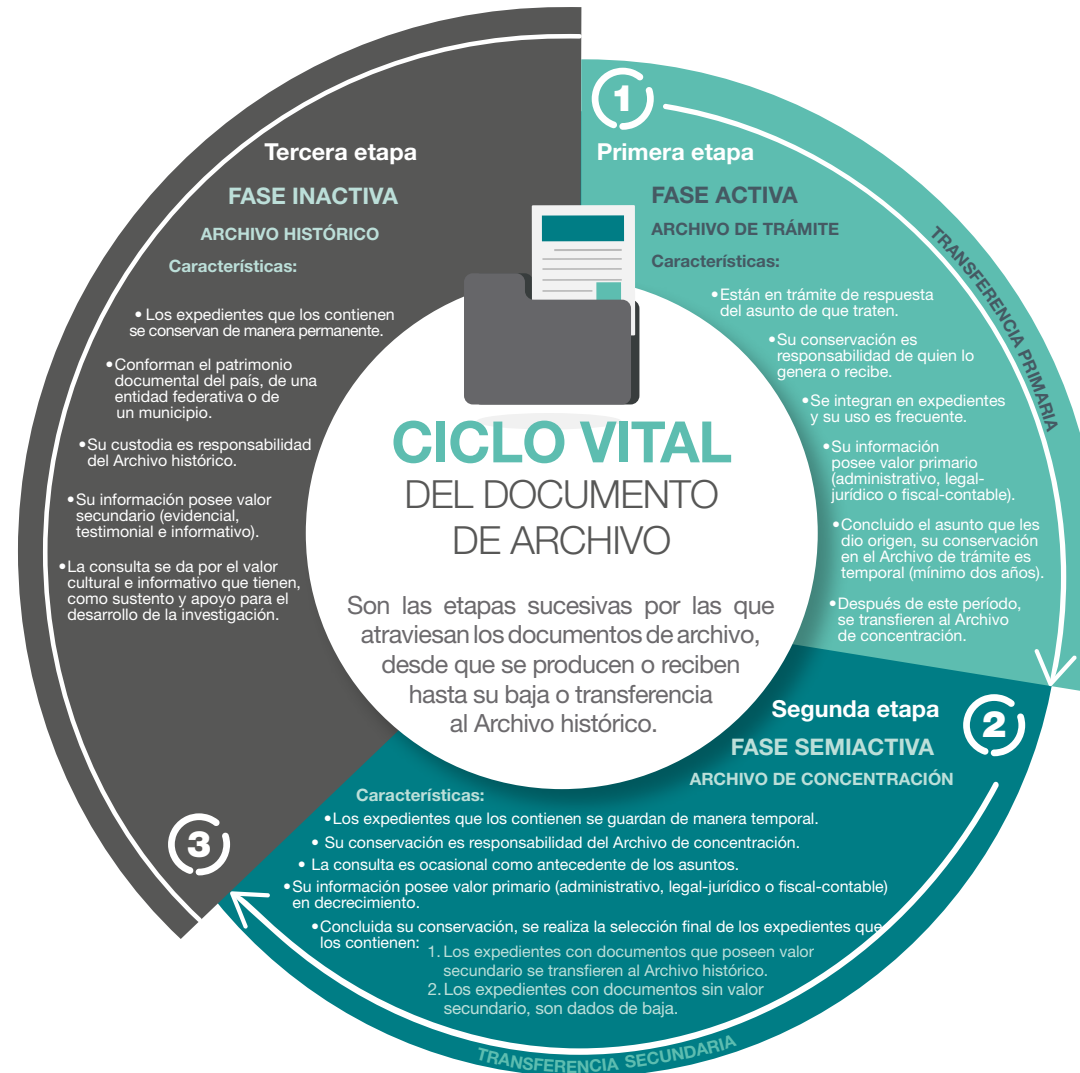 CICLO VITAL
DEL DOCUMENTO
DE ARCHIVO
Son las etapas sucesivas por las que
atraviesan los documentos de archivo,
desde que se producen o reciben
hasta su baja o transferencia
al Archivo histórico.
1
Primera etapa
FASE ACTIVA
ARCHIVO DE TRÁMITE
Características:
•Están en trámite de respuesta
del asunto de que traten.
•Su conservación es
responsabilidad de quien lo
genera o recibe.
•Se integran en expedientes
y su uso es frecuente.
•Su información
posee valor primario
(administrativo, legal-
jurídico o fiscal-contable).
•Concluido el asunto que les
dio origen, su conservación
en el Archivo de trámite es
temporal (mínimo dos años).
•Después de este período,
se transfieren al Archivo
de concentración.
TRANSFERENCIA PRIMARIA
2
Segunda etapa
FASE SEMIACTIVA
ARCHIVO DE CONCENTRACIÓN
Características:
•Los expedientes que los contienen se guardan de manera temporal.
• Su conservación es responsabilidad del Archivo de concentración.
• La consulta es ocasional como antecedente de los asuntos.
•Su información posee valor primario (administrativo, legal-jurídico o fiscal-contable)
en decrecimiento.
•Concluida su conservación, se realiza la selección final de los expedientes que
los contienen:
1. Los expedientes con documentos que poseen valor
secundario se transfieren al Archivo histórico.
2. Los expedientes con documentos sin valor
secundario, son dados de baja.
TRANSFERENCIA SECUNDARIA
3
Tercera etapa
FASE INACTIVA
ARCHIVO HISTÓRICO
Características:
• Los expedientes que los contienen
se conservan de manera permanente.
•Conforman el patrimonio
documental del país, de una
entidad federativa o de
un municipio.
•Su custodia es responsabilidad
del Archivo histórico.
•Su información posee valor
secundario (evidencial,
testimonial e informativo).
•La consulta se da por el valor
cultural e informativo que tienen,
como sustento y apoyo para el
desarrollo de la investigación.